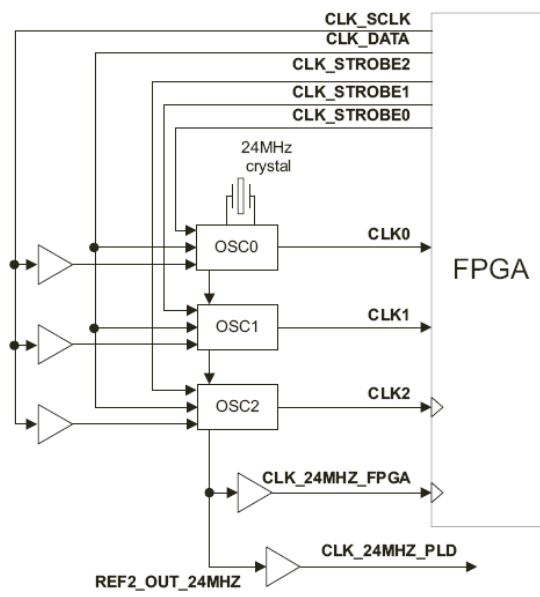 CLK_SCLK
CLK_DATA
CLK_STROBE2
CLK_STROBE1
CLK_STROBE0
24MHz
crystal
OSC0
CLK0
FPGA
OSC1
CLK1
OSC2
CLK2
CLK_24MHZ_FPGA
CLK_24MHZ_PLD
REF2_OUT_24MHZ